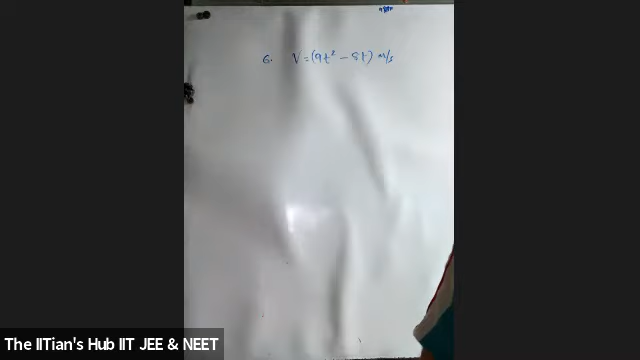 6. V = (9t² - 8t) m/s
The IITian's Hub IIT JEE & NEET